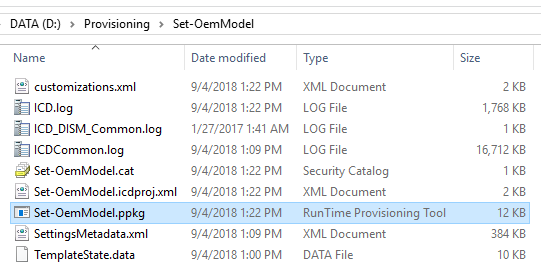 DATA (D:) > Provisioning > Set-OemModel
Name Date modified Type Size
customizations.xml 9/4/2018 1:22 PM XML Document 2 KB
ICD.log 9/4/2018 1:22 PM LOG File 1,768 KB
ICD_DISM_Common.log 1/27/2017 1:41 AM LOG File 1 KB
ICDCommon.log 9/4/2018 1:09 PM LOG File 16,712 KB
Set-OemModel.cat 9/4/2018 1:22 PM Security Catalog 1 KB
Set-OemModel.icdproj.xml 9/4/2018 1:22 PM XML Document 2 KB
Set-OemModel.ppkg 9/4/2018 1:22 PM RunTime Provisioning Tool 12 KB
SettingsMetadata.xml 9/4/2018 1:09 PM XML Document 384 KB
TemplateState.data 9/4/2018 1:00 PM DATA File 10 KB